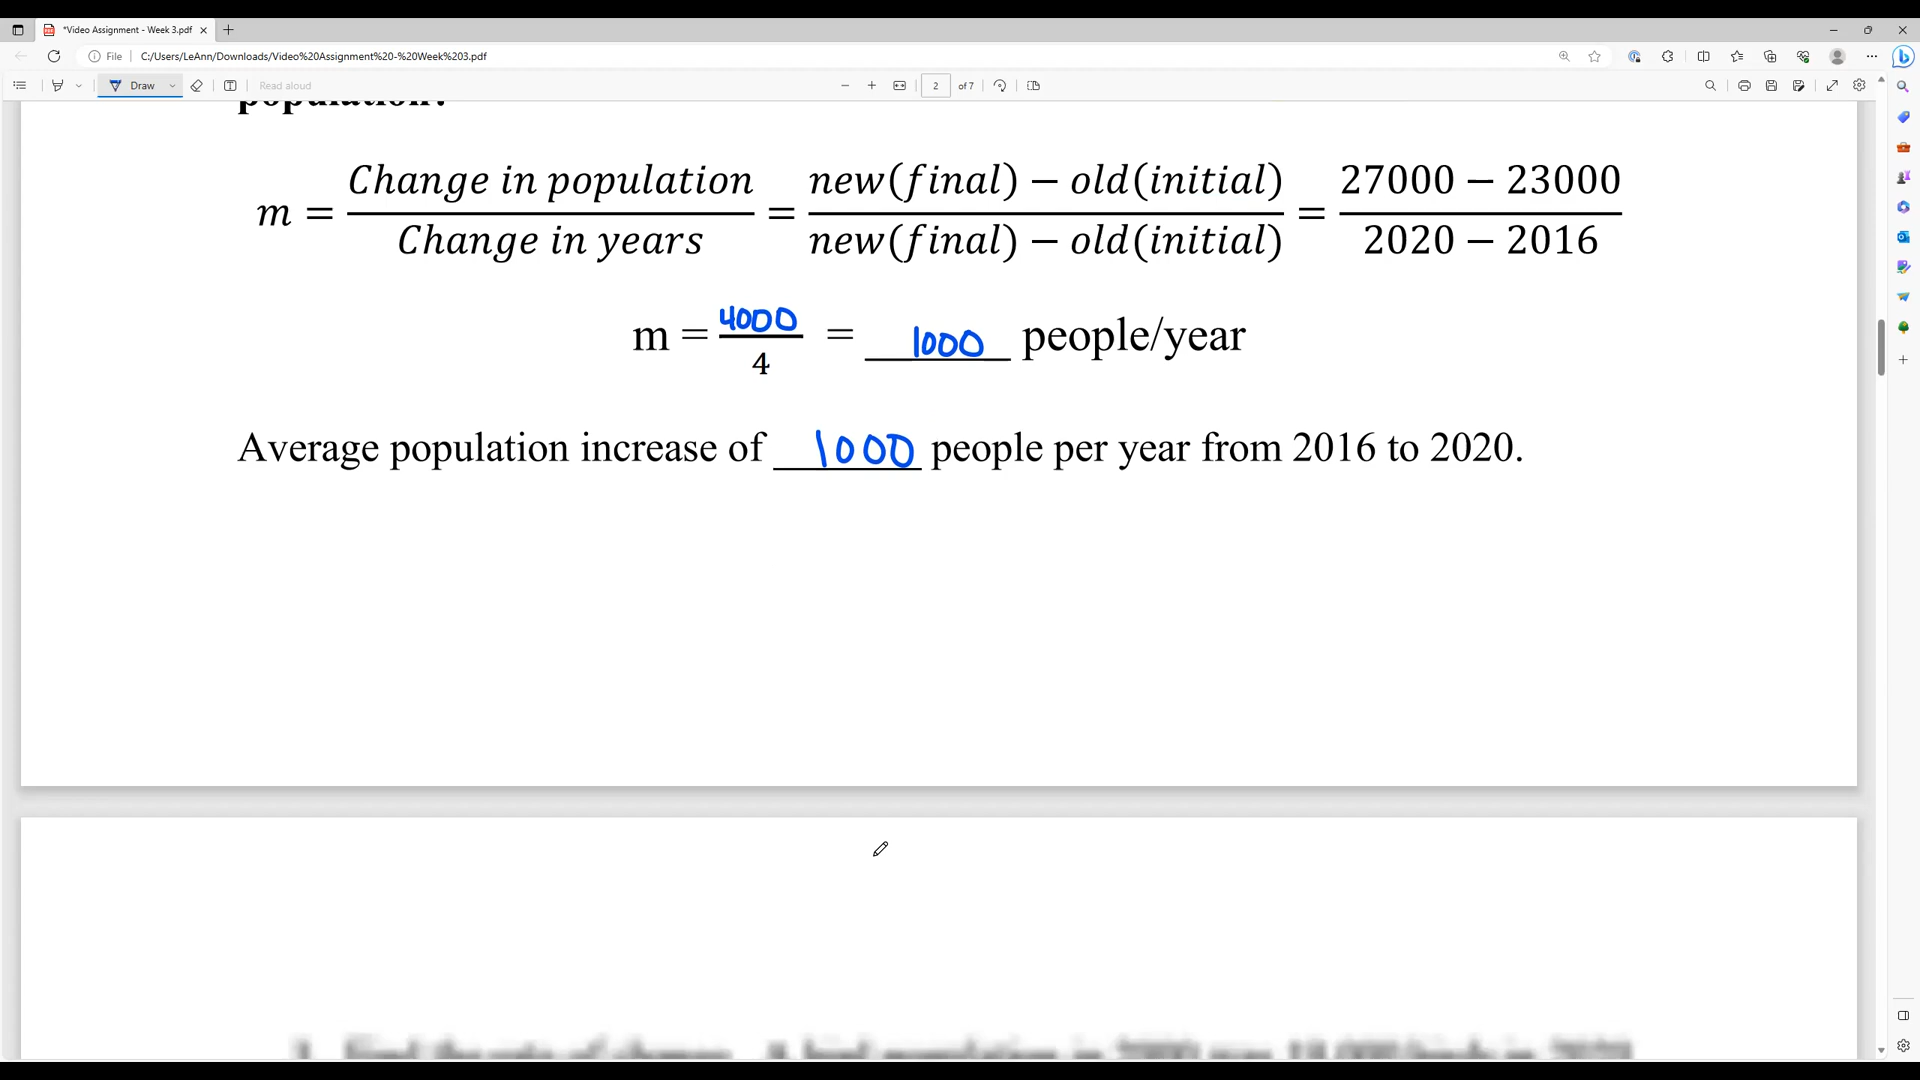 *Video Assignment - Week 3.pdf
File C:/Users/LeAnn/Downloads/Video%20Assignment%20-%20Week%203.pdf
Draw Read aloud 2 of 7
population?
m = Change in population / Change in years = new(final) − old(initial) / new(final) − old(initial) = 27000 − 23000 / 2020 − 2016
m = 4000 / 4 = 1000 people/year
Average population increase of 1000 people per year from 2016 to 2020.